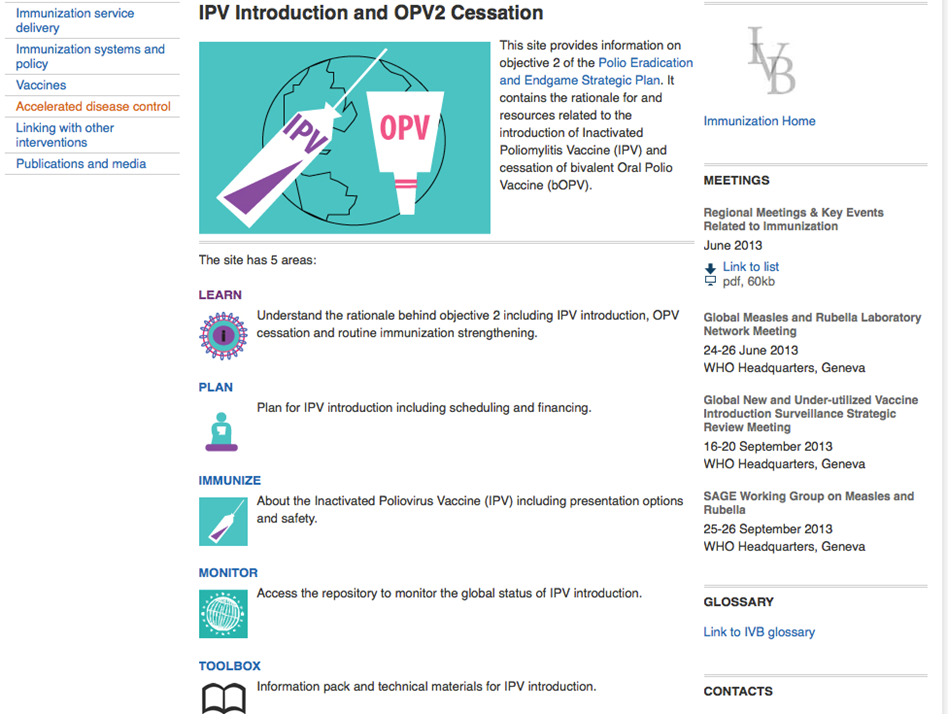 Immunization service
delivery
Immunization systems and
policy
Vaccines
Accelerated disease control
Linking with other
interventions
Publications and media
IPV Introduction and OPV2 Cessation
IPV
OPV
This site provides information on
objective 2 of the Polio Eradication
and Endgame Strategic Plan. It
contains the rationale for and
resources related to the
introduction of Inactivated
Poliomylitis Vaccine (IPV) and
cessation of bivalent Oral Polio
Vaccine (bOPV).
The site has 5 areas:
LEARN
i
Understand the rationale behind objective 2 including IPV introduction, OPV
cessation and routine immunization strengthening.
PLAN
Plan for IPV introduction including scheduling and financing.
IMMUNIZE
About the Inactivated Poliovirus Vaccine (IPV) including presentation options
and safety.
MONITOR
Access the repository to monitor the global status of IPV introduction.
TOOLBOX
Information pack and technical materials for IPV introduction.
IVB
Immunization Home
MEETINGS
Regional Meetings & Key Events
Related to Immunization
June 2013
Link to list
pdf, 60kb
Global Measles and Rubella Laboratory
Network Meeting
24-26 June 2013
WHO Headquarters, Geneva
Global New and Under-utilized Vaccine
Introduction Surveillance Strategic
Review Meeting
16-20 September 2013
WHO Headquarters, Geneva
SAGE Working Group on Measles and
Rubella
25-26 September 2013
WHO Headquarters, Geneva
GLOSSARY
Link to IVB glossary
CONTACTS